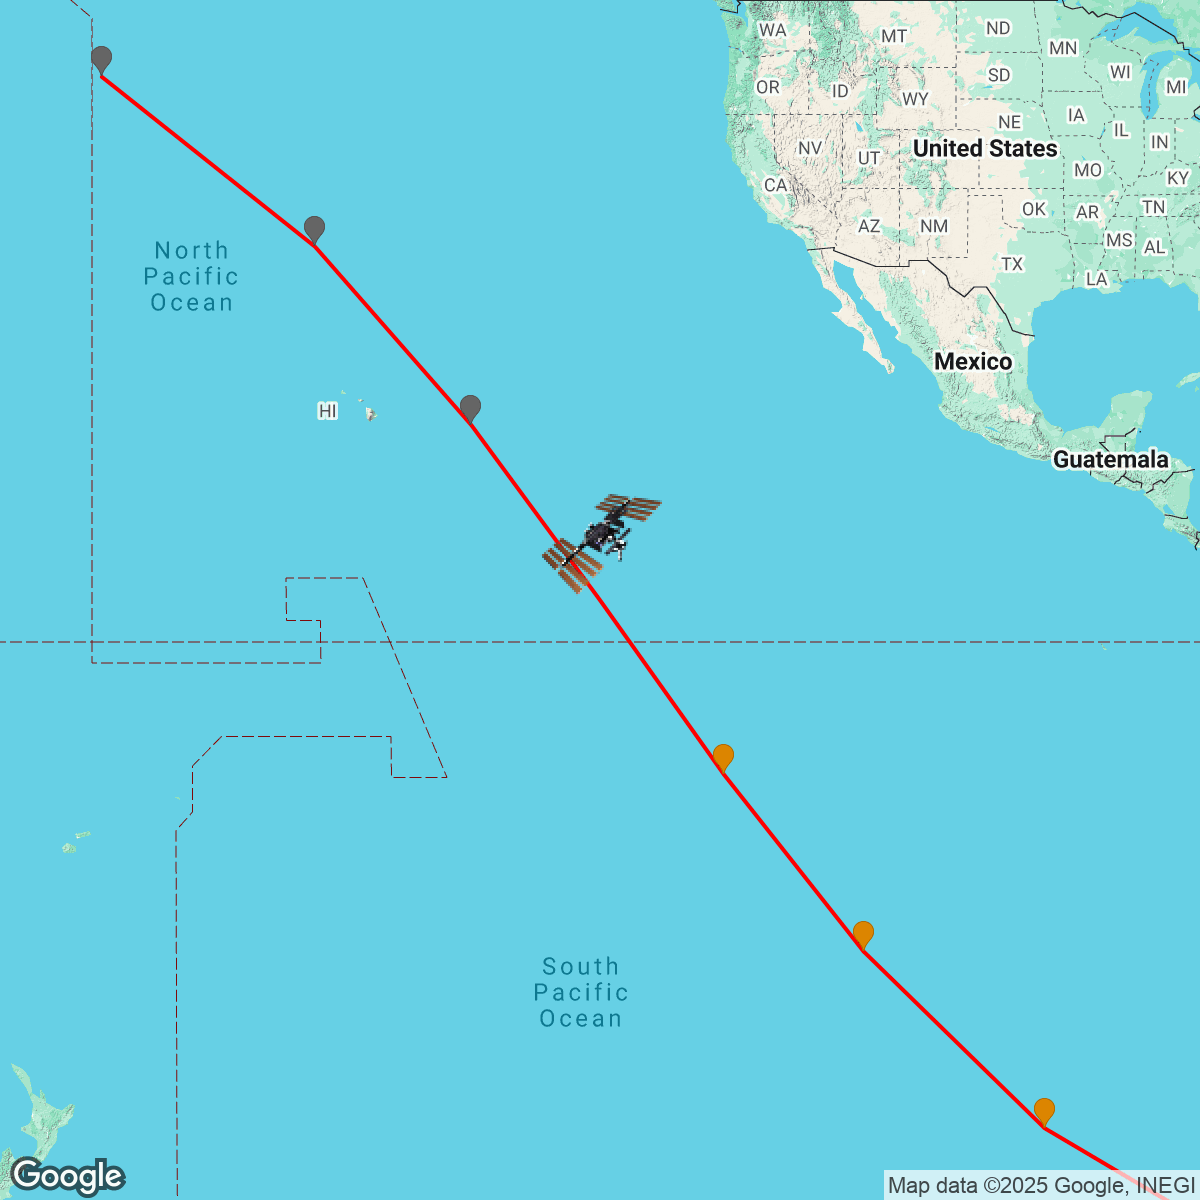 WA
MT
ND
MN
OR
ID
SD
WI
MI
WY
NE
IA
IL
IN
NV
UT
United States
CA
MO
KY
AZ
NM
OK
AR
TN
MS
AL
TX
LA
North
Pacific
Ocean
Mexico
HI
Guatemala
South
Pacific
Ocean
Google
Map data ©2025 Google, INEGI